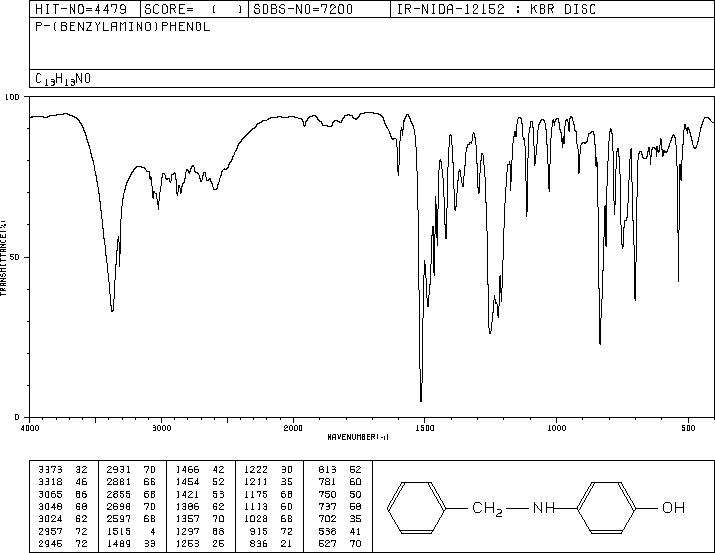 HIT-NO=4479 SCORE= ( ) SDBS-NO=7200 IR-NIDA-12152 : KBR DISC
P-(BENZYLAMINO)PHENOL
C13H13NO
100
50
0
TRANSMITTANCE(%)
4000 3000 2000 1500 1000 500
WAVENUMBER(-1)
3373 32 2931 70 1466 42 1222 30 813 52
3318 46 2881 66 1454 52 1211 35 781 60
3065 66 2855 66 1421 53 1175 68 750 50
3048 68 2698 70 1386 62 1113 60 737 58
3024 62 2597 66 1357 70 1028 68 702 35
2957 72 1515 4 1297 68 915 72 536 41
2945 72 1489 33 1253 25 836 21 527 70
CH2 NH OH